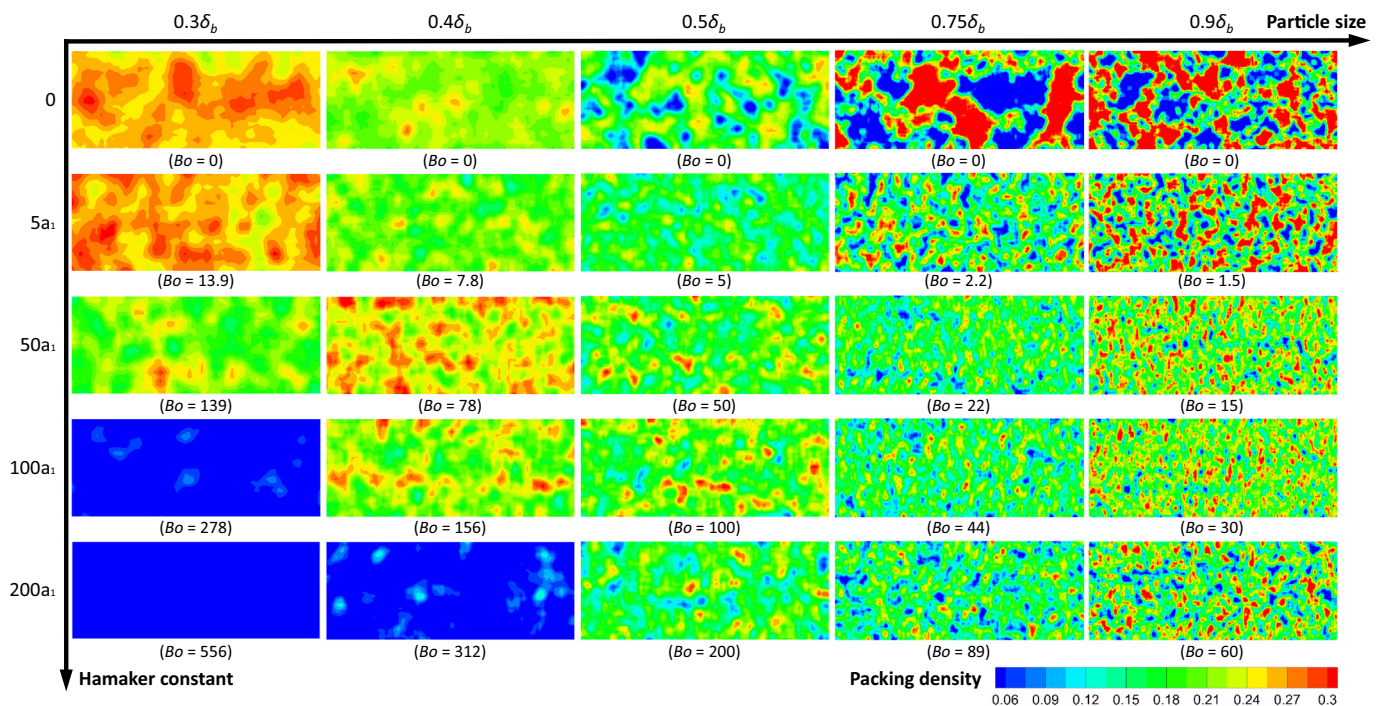 0.3δb 0.4δb 0.5δb 0.75δb 0.9δb Particle size
0
(Bo = 0) (Bo = 0) (Bo = 0) (Bo = 0) (Bo = 0)
5a₁
(Bo = 13.9) (Bo = 7.8) (Bo = 5) (Bo = 2.2) (Bo = 1.5)
50a₁
(Bo = 139) (Bo = 78) (Bo = 50) (Bo = 22) (Bo = 15)
100a₁
(Bo = 278) (Bo = 156) (Bo = 100) (Bo = 44) (Bo = 30)
200a₁
(Bo = 556) (Bo = 312) (Bo = 200) (Bo = 89) (Bo = 60)
Hamaker constant Packing density
0.06 0.09 0.12 0.15 0.18 0.21 0.24 0.27 0.3